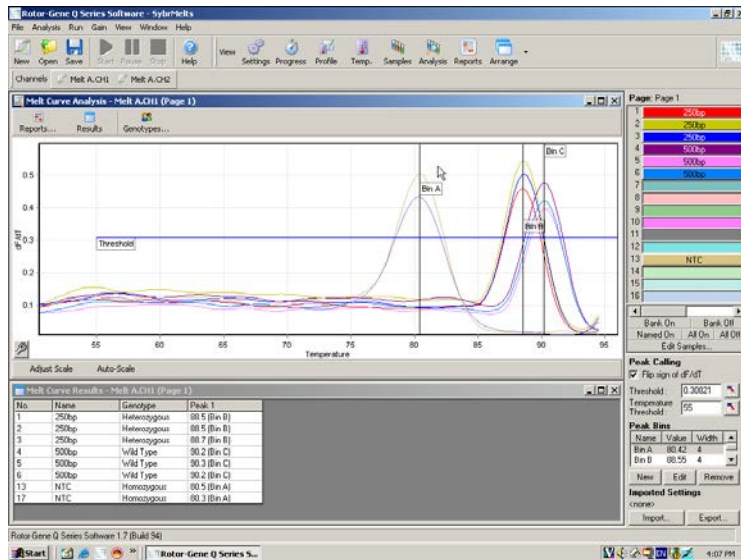 Rotor-Gene Q Series Software - SybrMelts
File Analysis Run Gain View Window Help
New Open Save Start Pause Stop Help View Settings Progress Profile Temp. Samples Analysis Reports Arrange
Channels Melt A.CH1 Melt A.CH2
Melt Curve Analysis - Melt A.CH1 (Page 1)
Reports... Results Genotypes...
Bin C
0.5
Bin A
0.4
dF/dT
Bin B
0.3
Threshold
0.2
0.1
55 60 65 70 75 80 85 90 95
Temperature
Adjust Scale Auto-Scale
Melt Curve Results - Melt A.CH1 (Page 1)
No. Name Genotype Peak 1
1 250bp Heterozygous 88.5 (Bin B)
2 250bp Heterozygous 88.5 (Bin B)
3 250bp Heterozygous 88.7 (Bin B)
4 500bp Wild Type 90.2 (Bin C)
5 500bp Wild Type 90.3 (Bin C)
6 500bp Wild Type 90.2 (Bin C)
13 NTC Homozygous 80.5 (Bin A)
17 NTC Homozygous 80.3 (Bin A)
Page: Page 1
1 250bp
2 250bp
3 250bp
4 500bp
5 500bp
6 500bp
7
8
9
10
11
12
13 NTC
14
15
16
Bank On Bank Off
Named On All On All Off
Edit Samples...
Peak Calling
Flip sign of dF/dT
Threshold: 0.30821
Temperature Threshold: 55
Peak Bins
Name Value Width
Bin A 80.42 4
Bin B 88.55 4
New Edit Remove
Imported Settings
<none>
Import... Export...
Rotor-Gene Q Series Software 1.7 (Build 94)
Start Rotor-Gene Q Series S... EN 4:07 PM